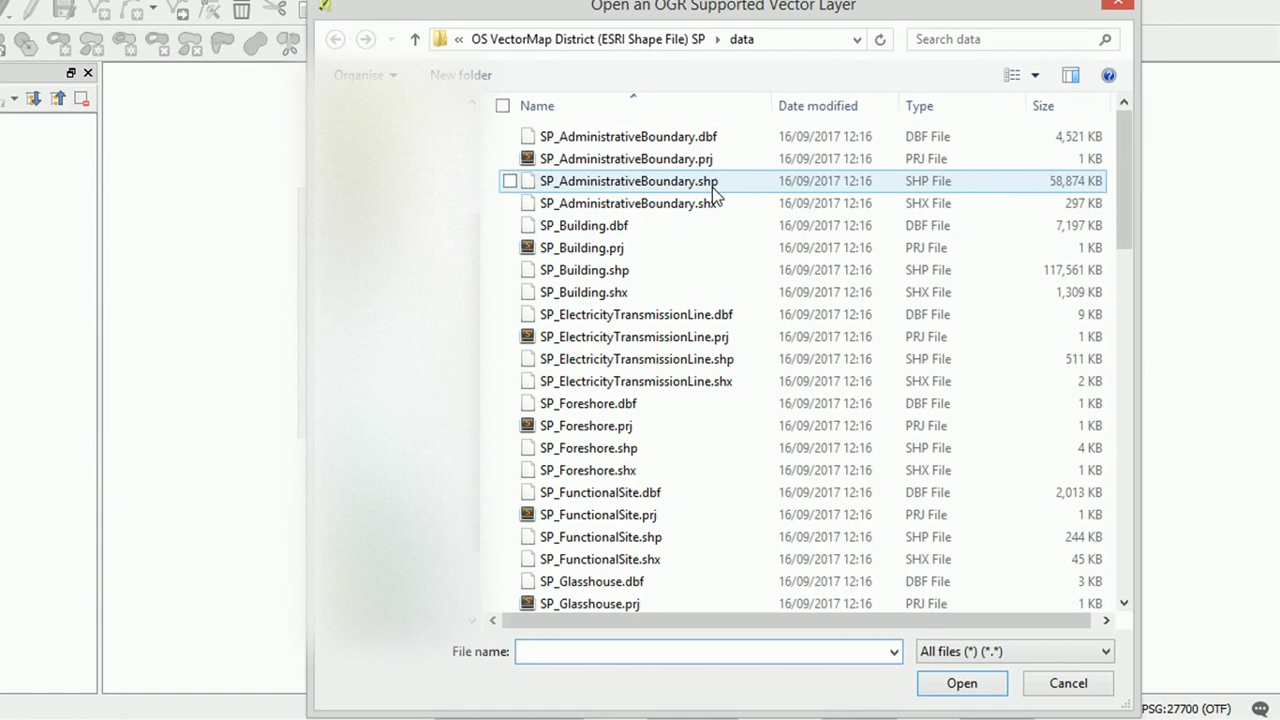 Open an OGR Supported Vector Layer
« OS VectorMap District (ESRI Shape File) SP ▸ data
Search data
Organise
New folder
Name Date modified Type Size
SP_AdministrativeBoundary.dbf 16/09/2017 12:16 DBF File 4,521 KB
SP_AdministrativeBoundary.prj 16/09/2017 12:16 PRJ File 1 KB
SP_AdministrativeBoundary.shp 16/09/2017 12:16 SHP File 58,874 KB
SP_AdministrativeBoundary.shx 16/09/2017 12:16 SHX File 297 KB
SP_Building.dbf 16/09/2017 12:16 DBF File 7,197 KB
SP_Building.prj 16/09/2017 12:16 PRJ File 1 KB
SP_Building.shp 16/09/2017 12:16 SHP File 117,561 KB
SP_Building.shx 16/09/2017 12:16 SHX File 1,309 KB
SP_ElectricityTransmissionLine.dbf 16/09/2017 12:16 DBF File 9 KB
SP_ElectricityTransmissionLine.prj 16/09/2017 12:16 PRJ File 1 KB
SP_ElectricityTransmissionLine.shp 16/09/2017 12:16 SHP File 511 KB
SP_ElectricityTransmissionLine.shx 16/09/2017 12:16 SHX File 2 KB
SP_Foreshore.dbf 16/09/2017 12:16 DBF File 1 KB
SP_Foreshore.prj 16/09/2017 12:16 PRJ File 1 KB
SP_Foreshore.shp 16/09/2017 12:16 SHP File 4 KB
SP_Foreshore.shx 16/09/2017 12:16 SHX File 1 KB
SP_FunctionalSite.dbf 16/09/2017 12:16 DBF File 2,013 KB
SP_FunctionalSite.prj 16/09/2017 12:16 PRJ File 1 KB
SP_FunctionalSite.shp 16/09/2017 12:16 SHP File 244 KB
SP_FunctionalSite.shx 16/09/2017 12:16 SHX File 45 KB
SP_Glasshouse.dbf 16/09/2017 12:16 DBF File 3 KB
SP_Glasshouse.prj 16/09/2017 12:16 PRJ File 1 KB
File name:
All files (*) (*.*)
Open
Cancel
PSG:27700 (OTF)